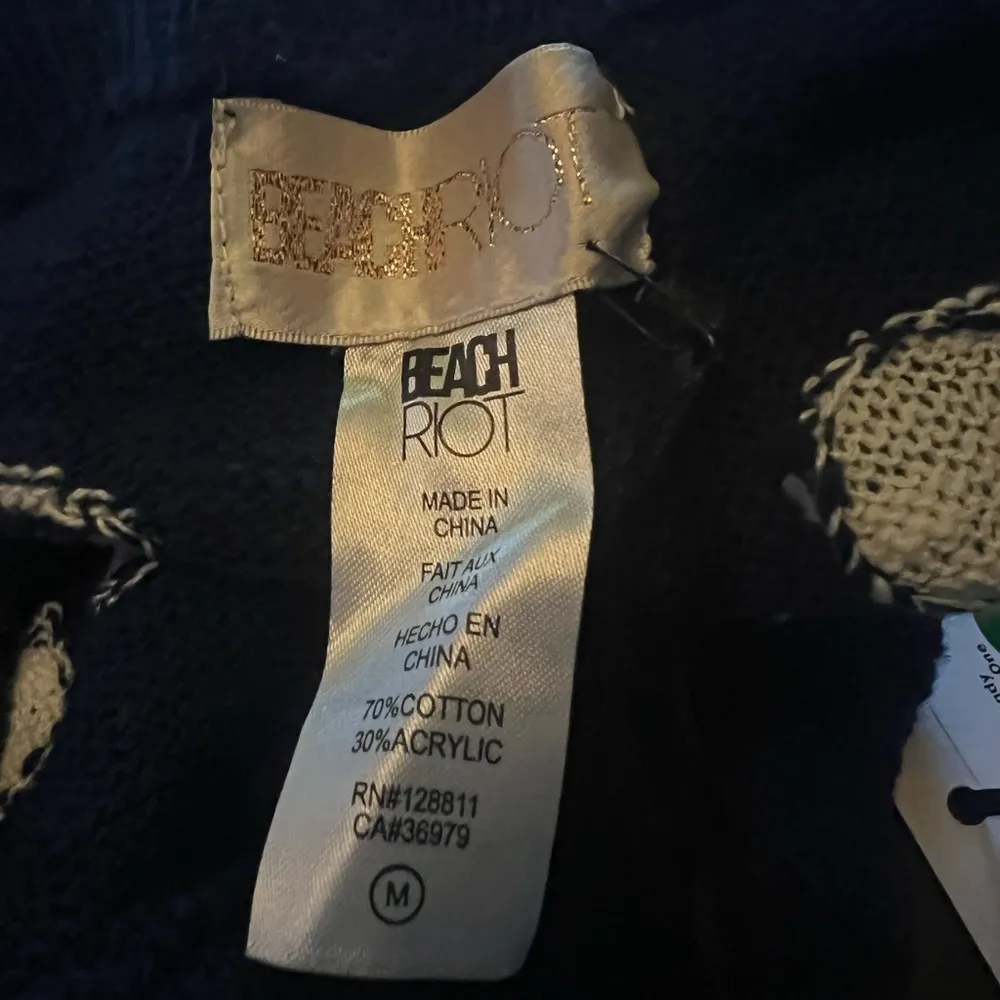 BEACHRIOT
BEACH
RIOT
MADE IN
CHINA
FAIT AUX
CHINA
HECHO EN
CHINA
70%COTTON
30%ACRYLIC
RN#128811
CA#36979
M
One